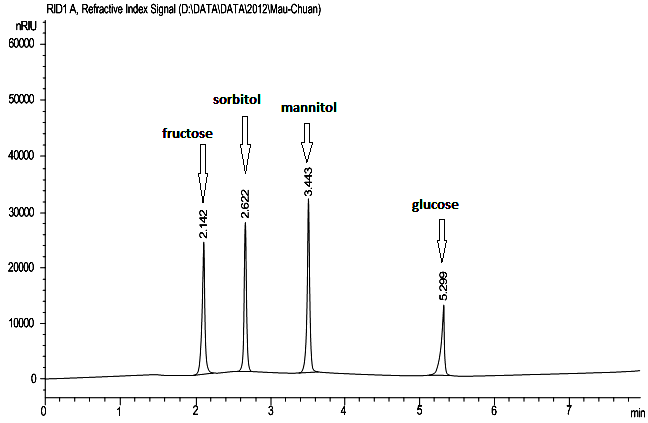 RID1 A, Refractive Index Signal (D:\DATA\DATA\2012\Mau-Chuan)
nRIU
60000
50000
40000
30000
20000
10000
0
fructose
sorbitol
mannitol
glucose
2.142
2.622
3.443
5.299
0 1 2 3 4 5 6 7 min